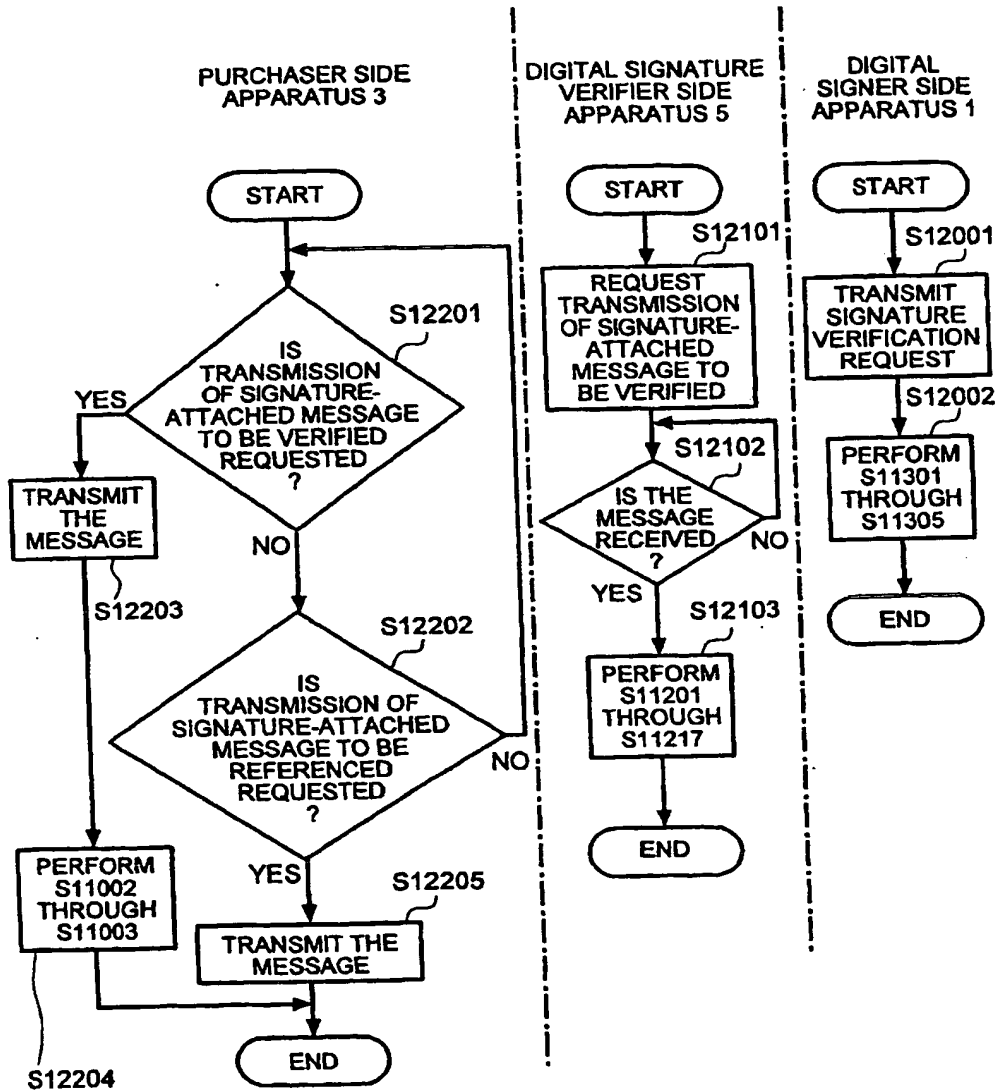 PURCHASER SIDE
APPARATUS 3
START
S12201
IS
TRANSMISSION
OF SIGNATURE-
ATTACHED MESSAGE
TO BE VERIFIED
REQUESTED
?
YES
NO
TRANSMIT
THE
MESSAGE
S12203
S12202
IS
TRANSMISSION OF
SIGNATURE-ATTACHED
MESSAGE TO BE
REFERENCED
REQUESTED
?
NO
YES
PERFORM
S11002
THROUGH
S11003
S12204
S12205
TRANSMIT THE
MESSAGE
END
DIGITAL SIGNATURE
VERIFIER SIDE
APPARATUS 5
START
S12101
REQUEST
TRANSMISSION
OF SIGNATURE-
ATTACHED
MESSAGE TO
BE VERIFIED
S12102
IS THE
MESSAGE
RECEIVED
?
NO
YES
S12103
PERFORM
S11201
THROUGH
S11217
END
DIGITAL
SIGNER SIDE
APPARATUS 1
START
S12001
TRANSMIT
SIGNATURE
VERIFICATION
REQUEST
S12002
PERFORM
S11301
THROUGH
S11305
END